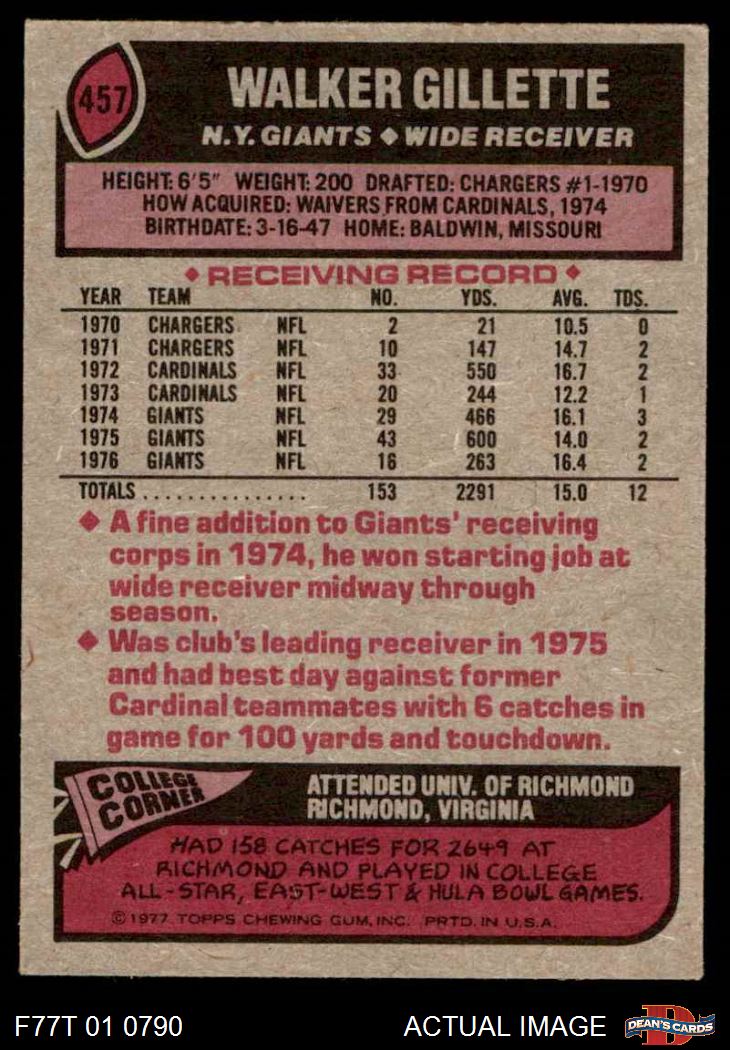 457
WALKER GILLETTE
N.Y. GIANTS ◆ WIDE RECEIVER
HEIGHT: 6'5" WEIGHT: 200 DRAFTED: CHARGERS #1-1970
HOW ACQUIRED: WAIVERS FROM CARDINALS, 1974
BIRTHDATE: 3-16-47 HOME: BALDWIN, MISSOURI
◆ RECEIVING RECORD ◆
YEAR TEAM NO. YDS. AVG. TDS.
1970 CHARGERS NFL 2 21 10.5 0
1971 CHARGERS NFL 10 147 14.7 2
1972 CARDINALS NFL 33 550 16.7 2
1973 CARDINALS NFL 20 244 12.2 1
1974 GIANTS NFL 29 466 16.1 3
1975 GIANTS NFL 43 600 14.0 2
1976 GIANTS NFL 16 263 16.4 2
TOTALS ............... 153 2291 15.0 12
◆ A fine addition to Giants' receiving
corps in 1974, he won starting job at
wide receiver midway through
season.
◆ Was club's leading receiver in 1975
and had best day against former
Cardinal teammates with 6 catches in
game for 100 yards and touchdown.
COLLEGE
CORNER
ATTENDED UNIV. OF RICHMOND
RICHMOND, VIRGINIA
HAD 158 CATCHES FOR 2649 AT
RICHMOND AND PLAYED IN COLLEGE
ALL-STAR, EAST-WEST & HULA BOWL GAMES.
© 1977 TOPPS CHEWING GUM, INC. PRTD. IN U.S.A.
F77T 01 0790 ACTUAL IMAGE
D
DEAN'S CARDS